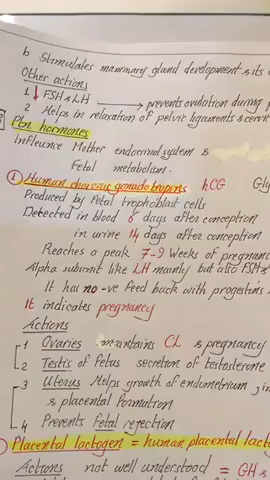 b Stimulates mammary gland development & its
Other actions
1 ↓ FSH & LH → prevents ovulation during
2 Helps in relaxation of pelvic ligaments & cervi
Influence Mother endocrinal system &
Fetal metabolism.
① Human chorionic gonadotropins hCG Gly
Produced by Fetal trophoblast cells
Detected in blood 8 days after conception
in urine 14 days after conception
Reaches a peak 7-9 Weeks of pregnanc
Alpha subunit like LH mainly but also FSH &
It has no -ve feed back with progestins
It indicates pregnancy
Actions
1 Ovaries maintains CL & pregnancy
2 Testis of fetus secretion of testosterone
3 Uterus Helps growth of endometrium, in
& placental formation
4 Prevents fetal rejection
Placental lactogen = human placental lacto
Actions not well understood = GH &